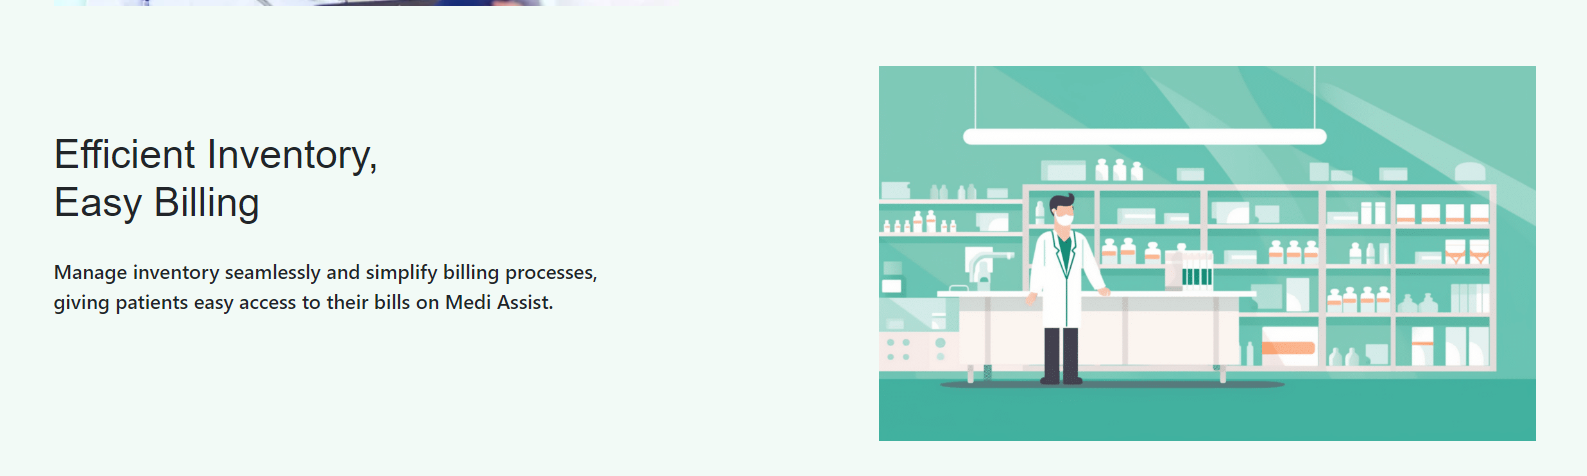 Efficient Inventory,
Easy Billing
Manage inventory seamlessly and simplify billing processes,
giving patients easy access to their bills on Medi Assist.